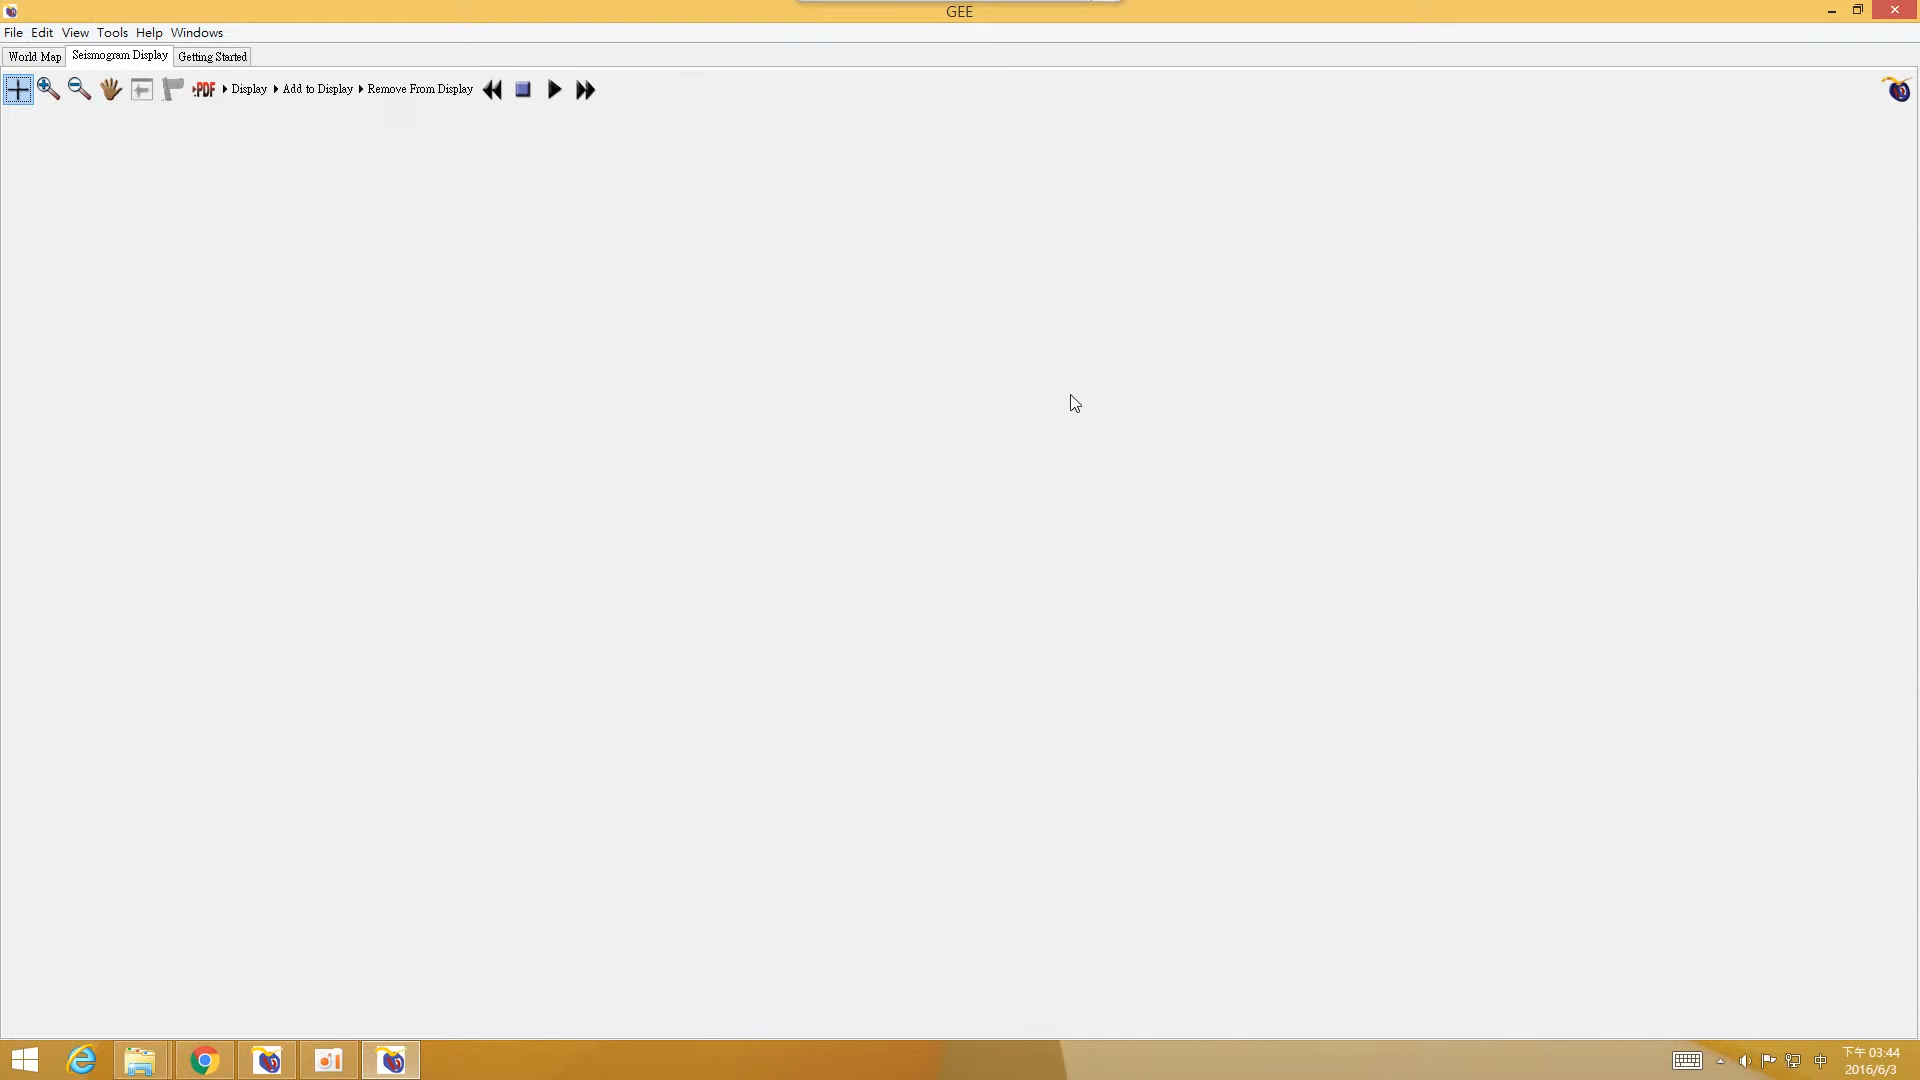 GEE
File Edit View Tools Help Windows
World Map Seismogram Display Getting Started
.PDF Display Add to Display Remove From Display
中
下午 03:44
2016/6/3